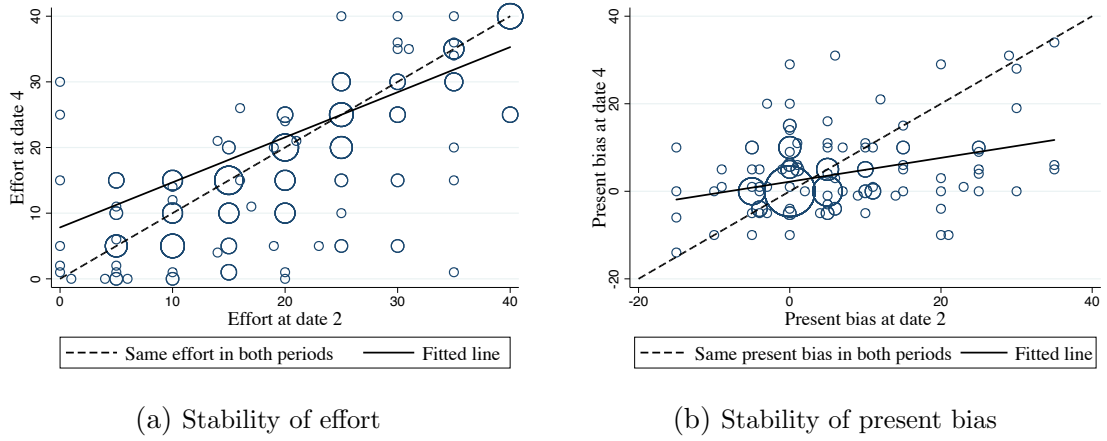 40
30
20
10
0
Effort at date 4
0 10 20 30 40
Effort at date 2
Same effort in both periods Fitted line
(a) Stability of effort
40
20
0
-20
Present bias at date 4
-20 0 20 40
Present bias at date 2
Same present bias in both periods Fitted line
(b) Stability of present bias